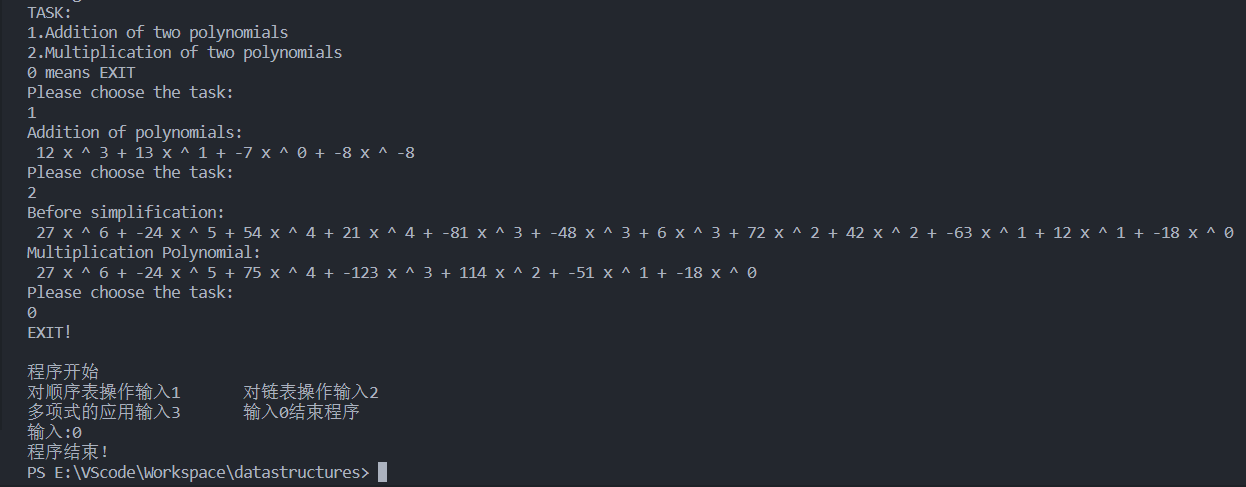 TASK:
1.Addition of two polynomials
2.Multiplication of two polynomials
0 means EXIT
Please choose the task:
1
Addition of polynomials:
12 x ^ 3 + 13 x ^ 1 + -7 x ^ 0 + -8 x ^ -8
Please choose the task:
2
Before simplification:
27 x ^ 6 + -24 x ^ 5 + 54 x ^ 4 + 21 x ^ 4 + -81 x ^ 3 + -48 x ^ 3 + 6 x ^ 3 + 72 x ^ 2 + 42 x ^ 2 + -63 x ^ 1 + 12 x ^ 1 + -18 x ^ 0
Multiplication Polynomial:
27 x ^ 6 + -24 x ^ 5 + 75 x ^ 4 + -123 x ^ 3 + 114 x ^ 2 + -51 x ^ 1 + -18 x ^ 0
Please choose the task:
0
EXIT!
程序开始
对顺序表操作输入1 对链表操作输入2
多项式的应用输入3 输入0结束程序
输入:0
程序结束!
PS E:\VScode\Workspace\datastructures>